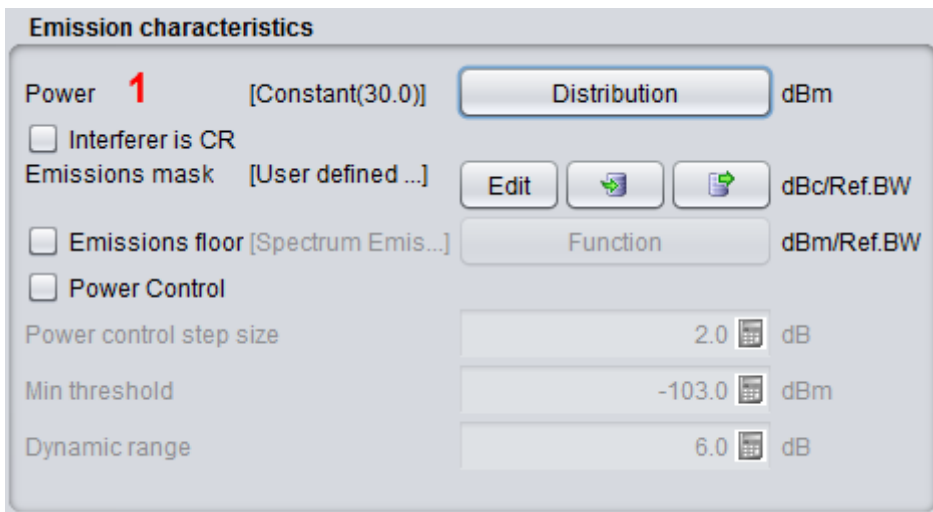 Emission characteristics
Power 1 [Constant(30.0)] Distribution dBm
Interferer is CR
Emissions mask [User defined ...] Edit dBc/Ref.BW
Emissions floor [Spectrum Emis...] Function dBm/Ref.BW
Power Control
Power control step size 2.0 dB
Min threshold -103.0 dBm
Dynamic range 6.0 dB